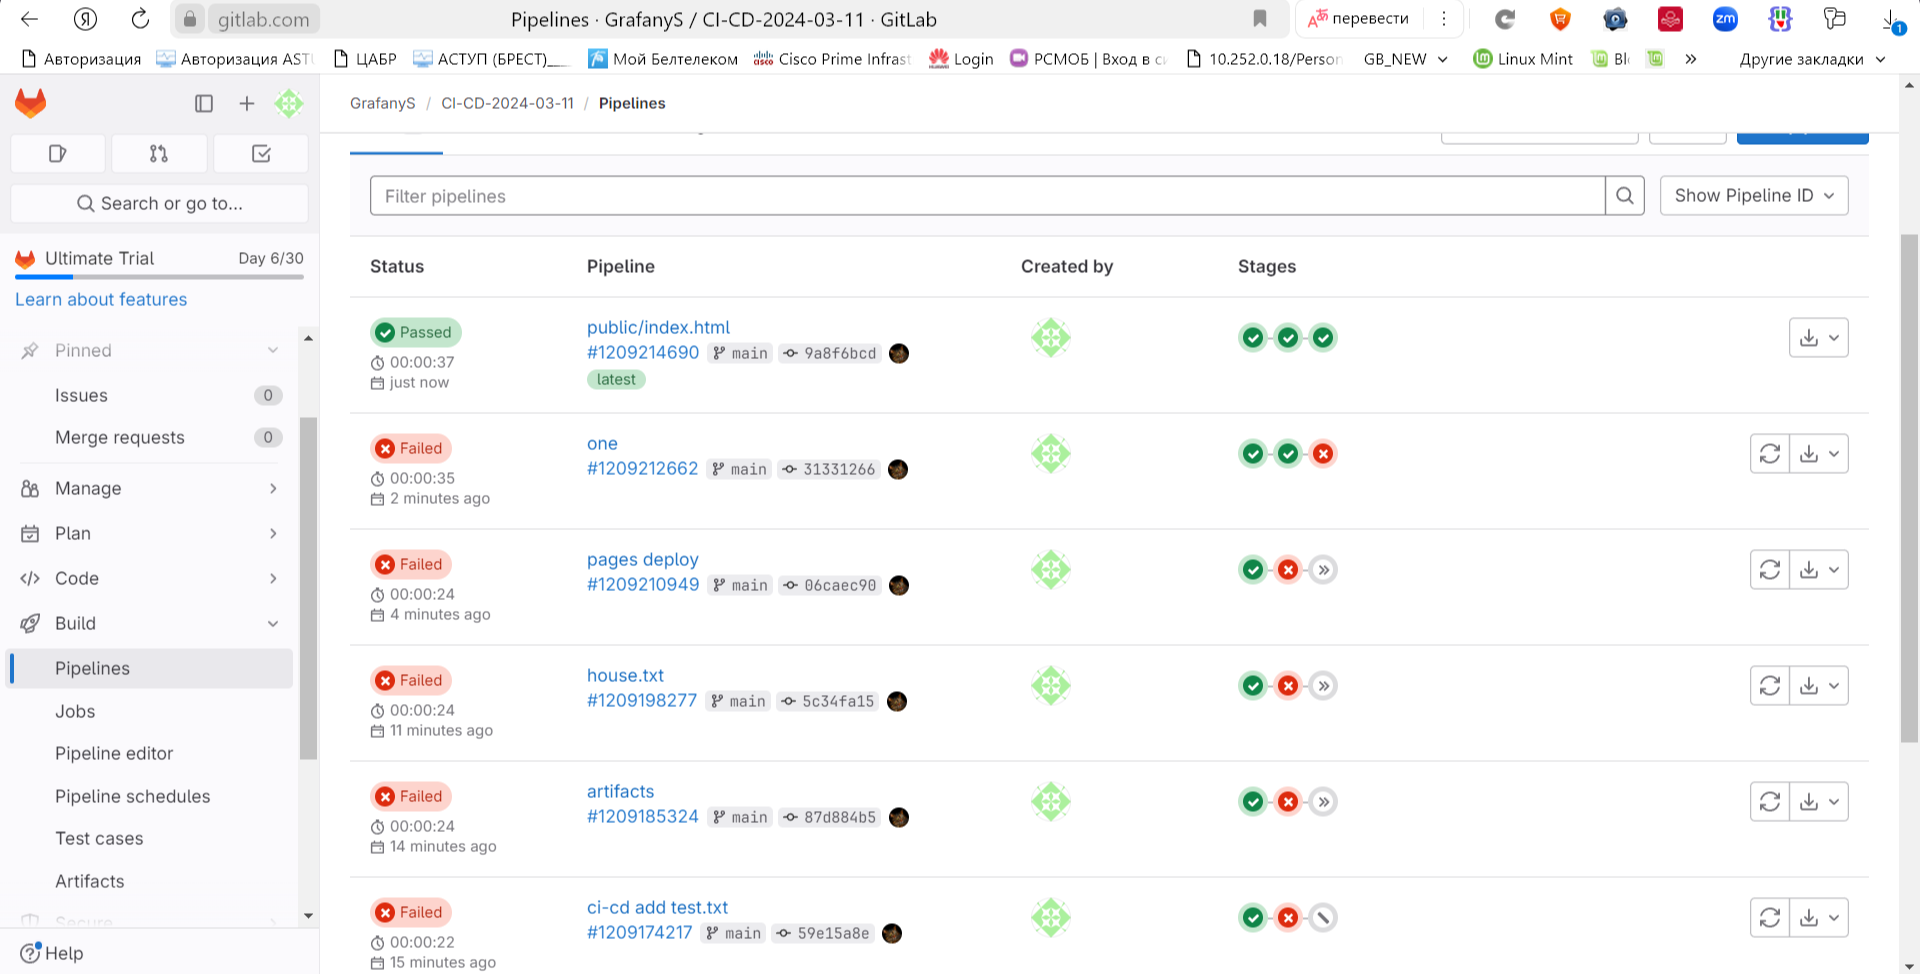 gitlab.com
Pipelines · GrafanyS / CI-CD-2024-03-11 · GitLab
перевести
zm
1
Авторизация
Авторизация AST
ЦАБР
АСТУП (БРЕСТ)___
Мой Белтелеком
Cisco Prime Infrast
Login
РСМОБ | Вход в си
10.252.0.18/Person
GB_NEW
Linux Mint
Bl
Другие закладки
GrafanyS / CI-CD-2024-03-11 / Pipelines
Search or go to...
Ultimate Trial
Day 6/30
Learn about features
Pinned
Issues
0
Merge requests
0
Manage
Plan
Code
Build
Pipelines
Jobs
Pipeline editor
Pipeline schedules
Test cases
Artifacts
Secure
Help
Filter pipelines
Show Pipeline ID
Status
Pipeline
Created by
Stages
Passed
00:00:37
just now
public/index.html
#1209214690 main 9a8f6bcd
latest
Failed
00:00:35
2 minutes ago
one
#1209212662 main 31331266
Failed
00:00:24
4 minutes ago
pages deploy
#1209210949 main 06caec90
Failed
00:00:24
11 minutes ago
house.txt
#1209198277 main 5c34fa15
Failed
00:00:24
14 minutes ago
artifacts
#1209185324 main 87d884b5
Failed
00:00:22
15 minutes ago
ci-cd add test.txt
#1209174217 main 59e15a8e